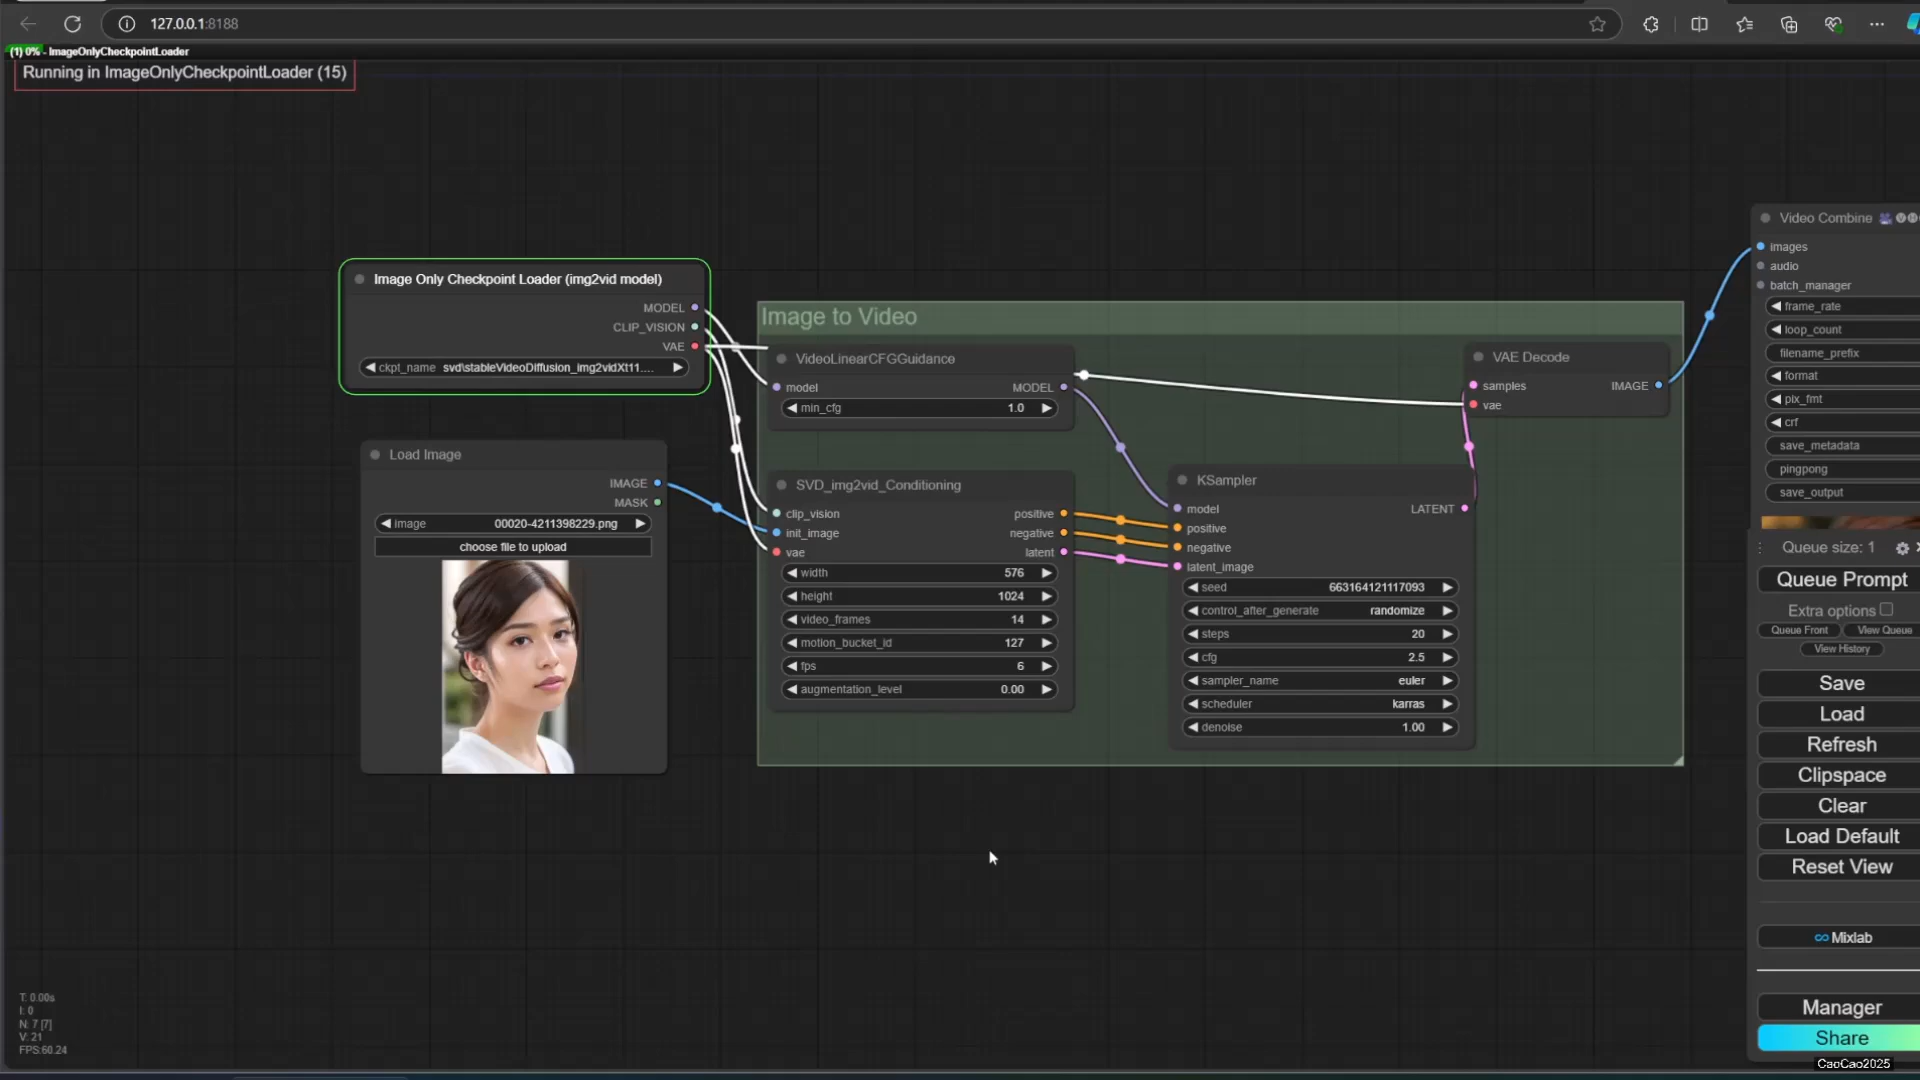 127.0.0.1:8188
(1) 0% - ImageOnlyCheckpointLoader
Running in ImageOnlyCheckpointLoader (15)
Image Only Checkpoint Loader (img2vid model)
MODEL
CLIP_VISION
VAE
ckpt_name svd\stableVideoDiffusion_img2vidXt11....
Load Image
IMAGE
MASK
image 00020-4211398229.png
choose file to upload
Image to Video
VideoLinearCFGGuidance
model MODEL
min_cfg 1.0
SVD_img2vid_Conditioning
clip_vision positive
init_image negative
vae latent
width 576
height 1024
video_frames 14
motion_bucket_id 127
fps 6
augmentation_level 0.00
KSampler
model LATENT
positive
negative
latent_image
seed 663164121117093
control_after_generate randomize
steps 20
cfg 2.5
sampler_name euler
scheduler karras
denoise 1.00
VAE Decode
samples IMAGE
vae
Video Combine
images
audio
batch_manager
frame_rate
loop_count
filename_prefix
format
pix_fmt
crf
save_metadata
pingpong
save_output
Queue size: 1
Queue Prompt
Extra options
Queue Front View Queue
View History
Save
Load
Refresh
Clipspace
Clear
Load Default
Reset View
Mixlab
Manager
Share
CaoCao2025
T: 0.00s
I: 0
N: 7 [7]
V: 21
FPS:60.24